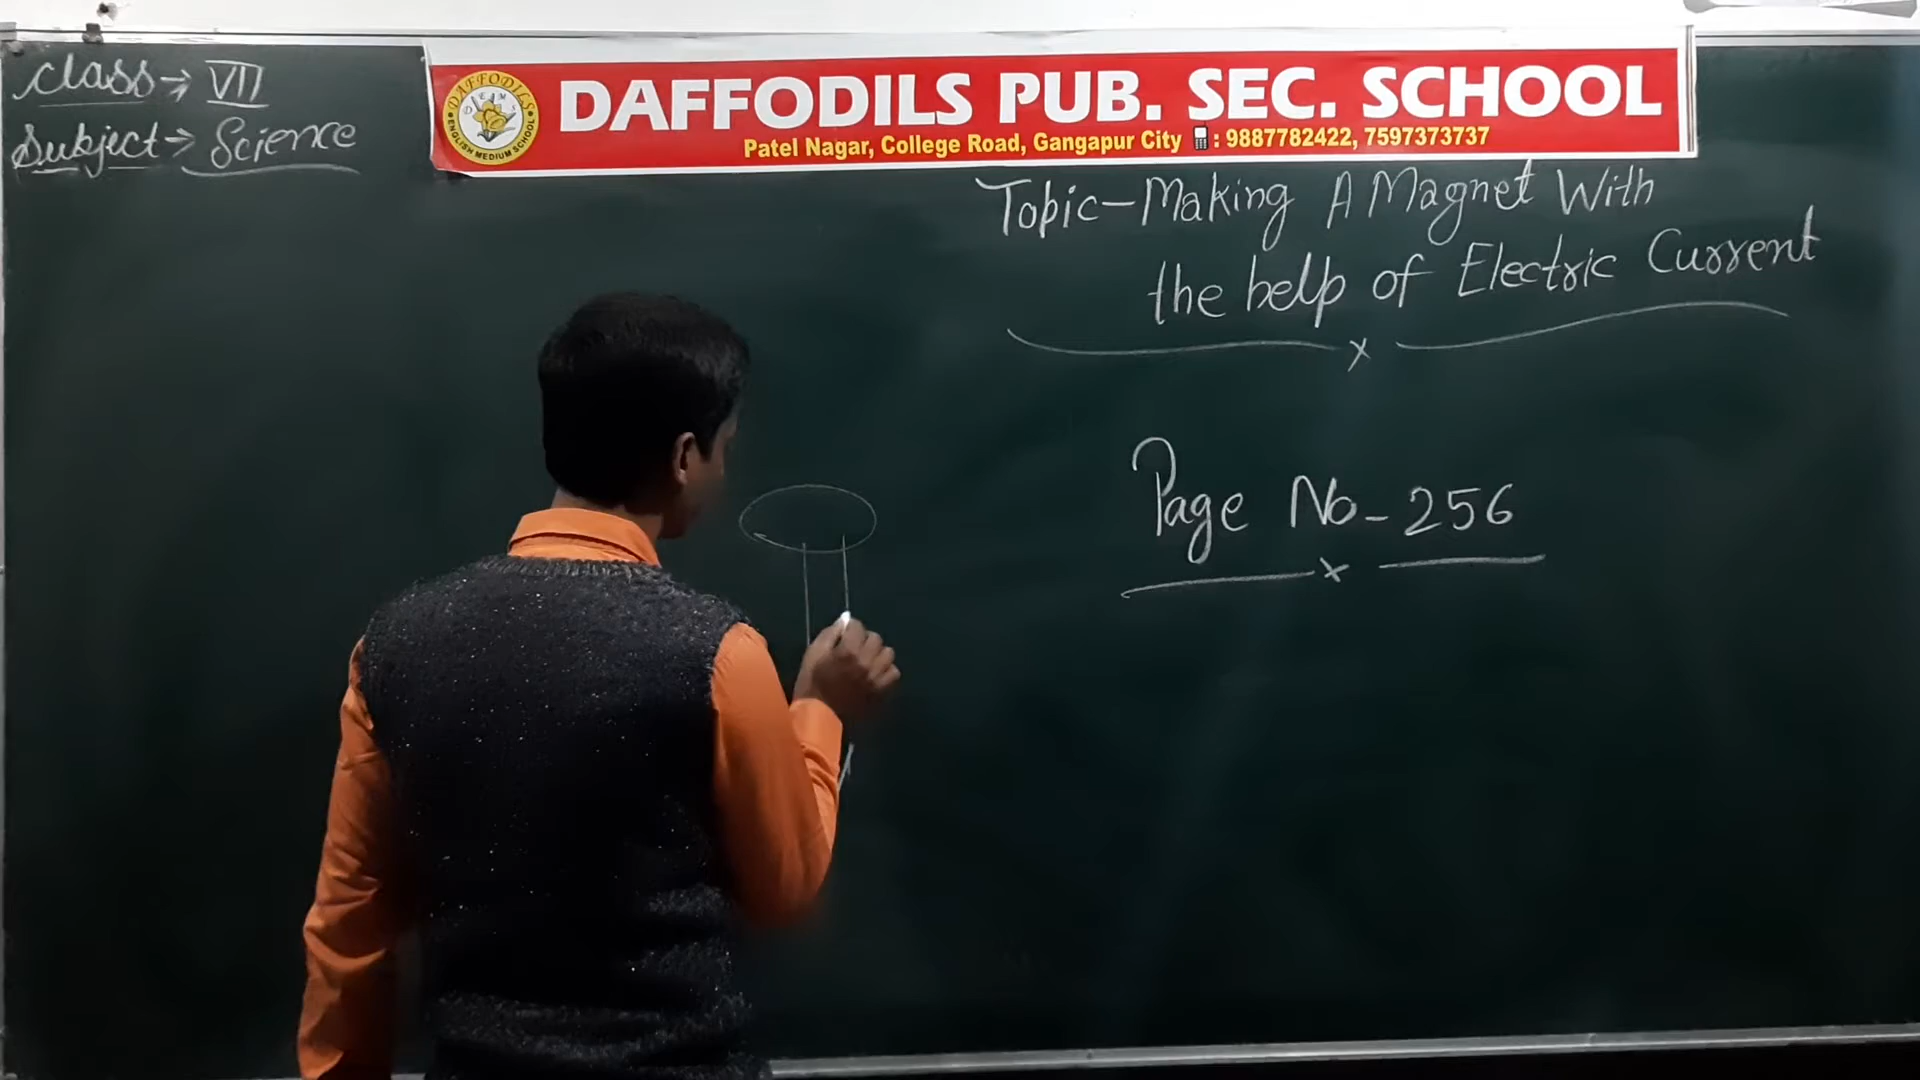 Class → VII
Subject → Science
DAFFODILS PUB. SEC. SCHOOL
Patel Nagar, College Road, Gangapur City : 9887782422, 7597373737
DAFFODILS
DEAMS
ENGLISH MEDIUM SCHOOL
Topic - Making A Magnet With
the help of Electric Current
x
Page No - 256
x